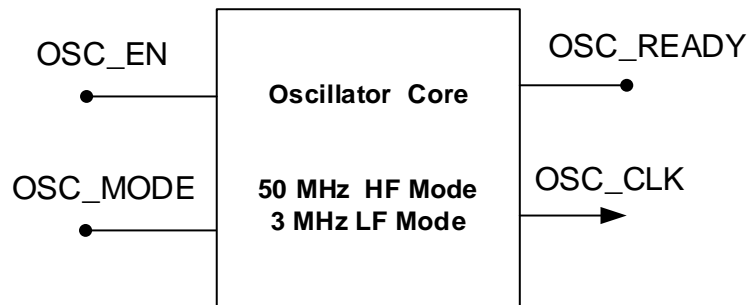 OSC_EN
OSC_READY
Oscillator Core
OSC_MODE
50 MHz HF Mode
OSC_CLK
3 MHz LF Mode